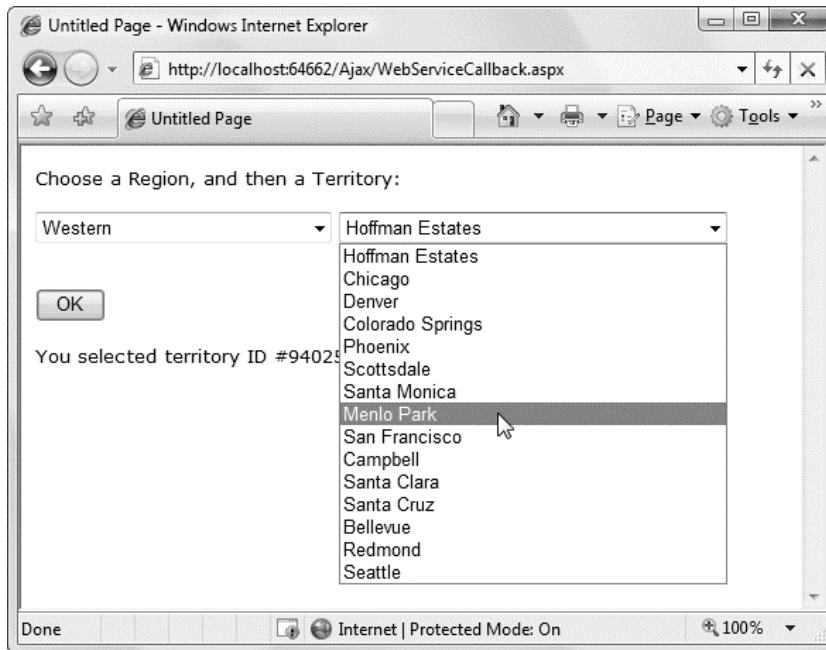 Untitled Page - Windows Internet Explorer
http://localhost:64662/Ajax/WebServiceCallback.aspx
Untitled Page
Page
Tools
»
Choose a Region, and then a Territory:
Western
Hoffman Estates
Hoffman Estates
Chicago
Denver
Colorado Springs
Phoenix
Scottsdale
Santa Monica
Menlo Park
San Francisco
Campbell
Santa Clara
Santa Cruz
Bellevue
Redmond
Seattle
OK
You selected territory ID #94025
Done
Internet | Protected Mode: On
100%